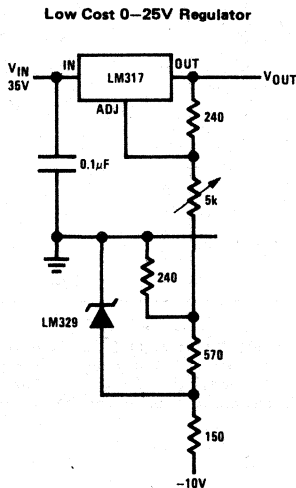 Low Cost 0–25V Regulator
VIN
35V
IN
LM317
OUT
VOUT
ADJ
240
0.1μF
5k
240
LM329
570
150
−10V